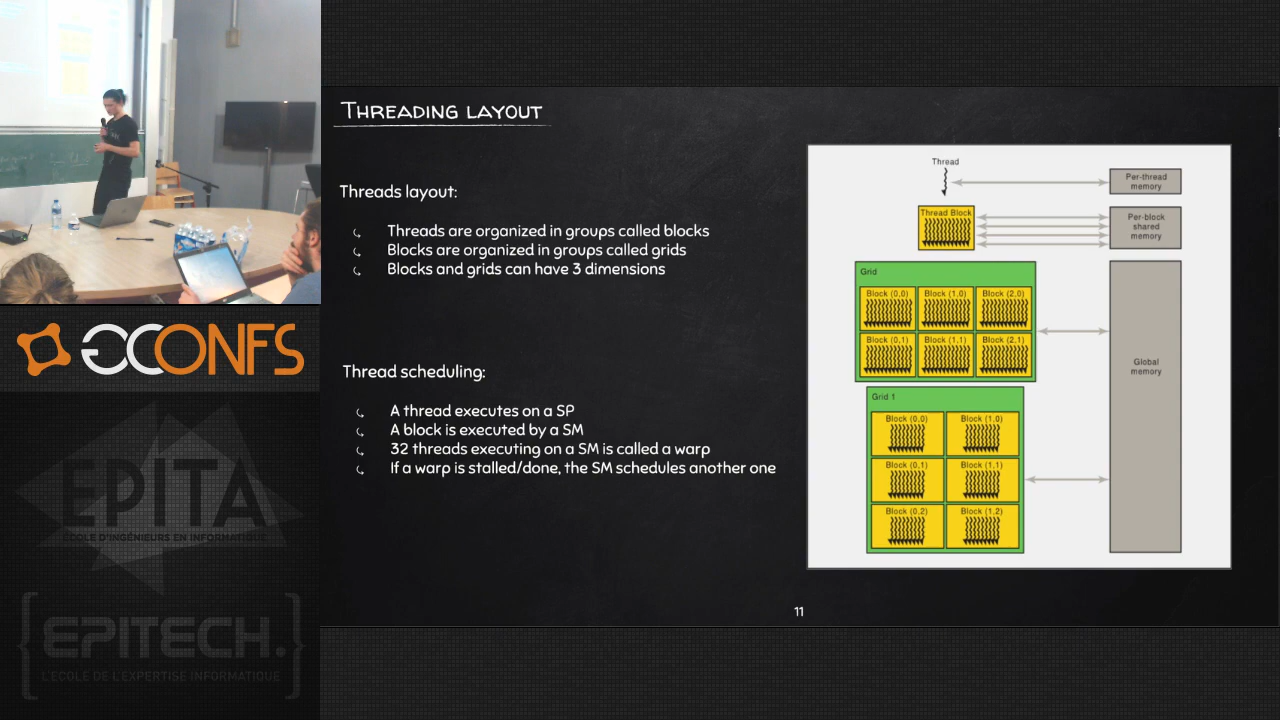 THREADING LAYOUT
Threads layout:
Threads are organized in groups called blocks
Blocks are organized in groups called grids
Blocks and grids can have 3 dimensions
Thread scheduling:
A thread executes on a SP
A block is executed by a SM
32 threads executing on a SM is called a warp
If a warp is stalled/done, the SM schedules another one
Thread
Per-thread
memory
Thread Block
Per-block
shared
memory
Grid
Block (0,0) Block (1,0) Block (2,0)
Block (0,1) Block (1,1) Block (2,1)
Global
memory
Grid 1
Block (0,0) Block (1,0)
Block (0,1) Block (1,1)
Block (0,2) Block (1,2)
11
GCONFS
EPITA
ÉCOLE D'INGÉNIEURS EN INFORMATIQUE
{EPITECH.}
L'ECOLE DE L'EXPERTISE INFORMATIQUE